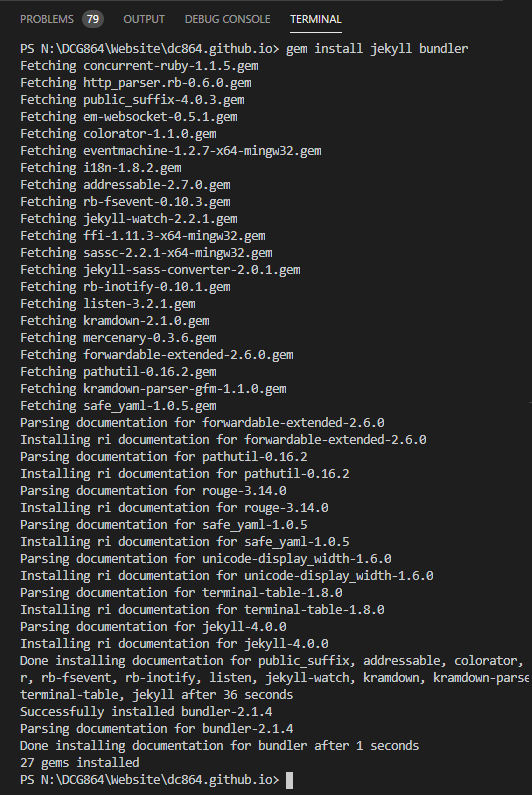 PROBLEMS 79 OUTPUT DEBUG CONSOLE TERMINAL
PS N:\DCG864\Website\dc864.github.io> gem install jekyll bundler
Fetching concurrent-ruby-1.1.5.gem
Fetching http_parser.rb-0.6.0.gem
Fetching public_suffix-4.0.3.gem
Fetching em-websocket-0.5.1.gem
Fetching colorator-1.1.0.gem
Fetching eventmachine-1.2.7-x64-mingw32.gem
Fetching i18n-1.8.2.gem
Fetching addressable-2.7.0.gem
Fetching rb-fsevent-0.10.3.gem
Fetching jekyll-watch-2.2.1.gem
Fetching ffi-1.11.3-x64-mingw32.gem
Fetching sassc-2.2.1-x64-mingw32.gem
Fetching jekyll-sass-converter-2.0.1.gem
Fetching rb-inotify-0.10.1.gem
Fetching listen-3.2.1.gem
Fetching kramdown-2.1.0.gem
Fetching mercenary-0.3.6.gem
Fetching forwardable-extended-2.6.0.gem
Fetching pathutil-0.16.2.gem
Fetching kramdown-parser-gfm-1.1.0.gem
Fetching safe_yaml-1.0.5.gem
Parsing documentation for forwardable-extended-2.6.0
Installing ri documentation for forwardable-extended-2.6.0
Parsing documentation for pathutil-0.16.2
Installing ri documentation for pathutil-0.16.2
Parsing documentation for rouge-3.14.0
Installing ri documentation for rouge-3.14.0
Parsing documentation for safe_yaml-1.0.5
Installing ri documentation for safe_yaml-1.0.5
Parsing documentation for unicode-display_width-1.6.0
Installing ri documentation for unicode-display_width-1.6.0
Parsing documentation for terminal-table-1.8.0
Installing ri documentation for terminal-table-1.8.0
Parsing documentation for jekyll-4.0.0
Installing ri documentation for jekyll-4.0.0
Done installing documentation for public_suffix, addressable, colorator,
r, rb-fsevent, rb-inotify, listen, jekyll-watch, kramdown, kramdown-parse
terminal-table, jekyll after 36 seconds
Successfully installed bundler-2.1.4
Parsing documentation for bundler-2.1.4
Done installing documentation for bundler after 1 seconds
27 gems installed
PS N:\DCG864\Website\dc864.github.io>